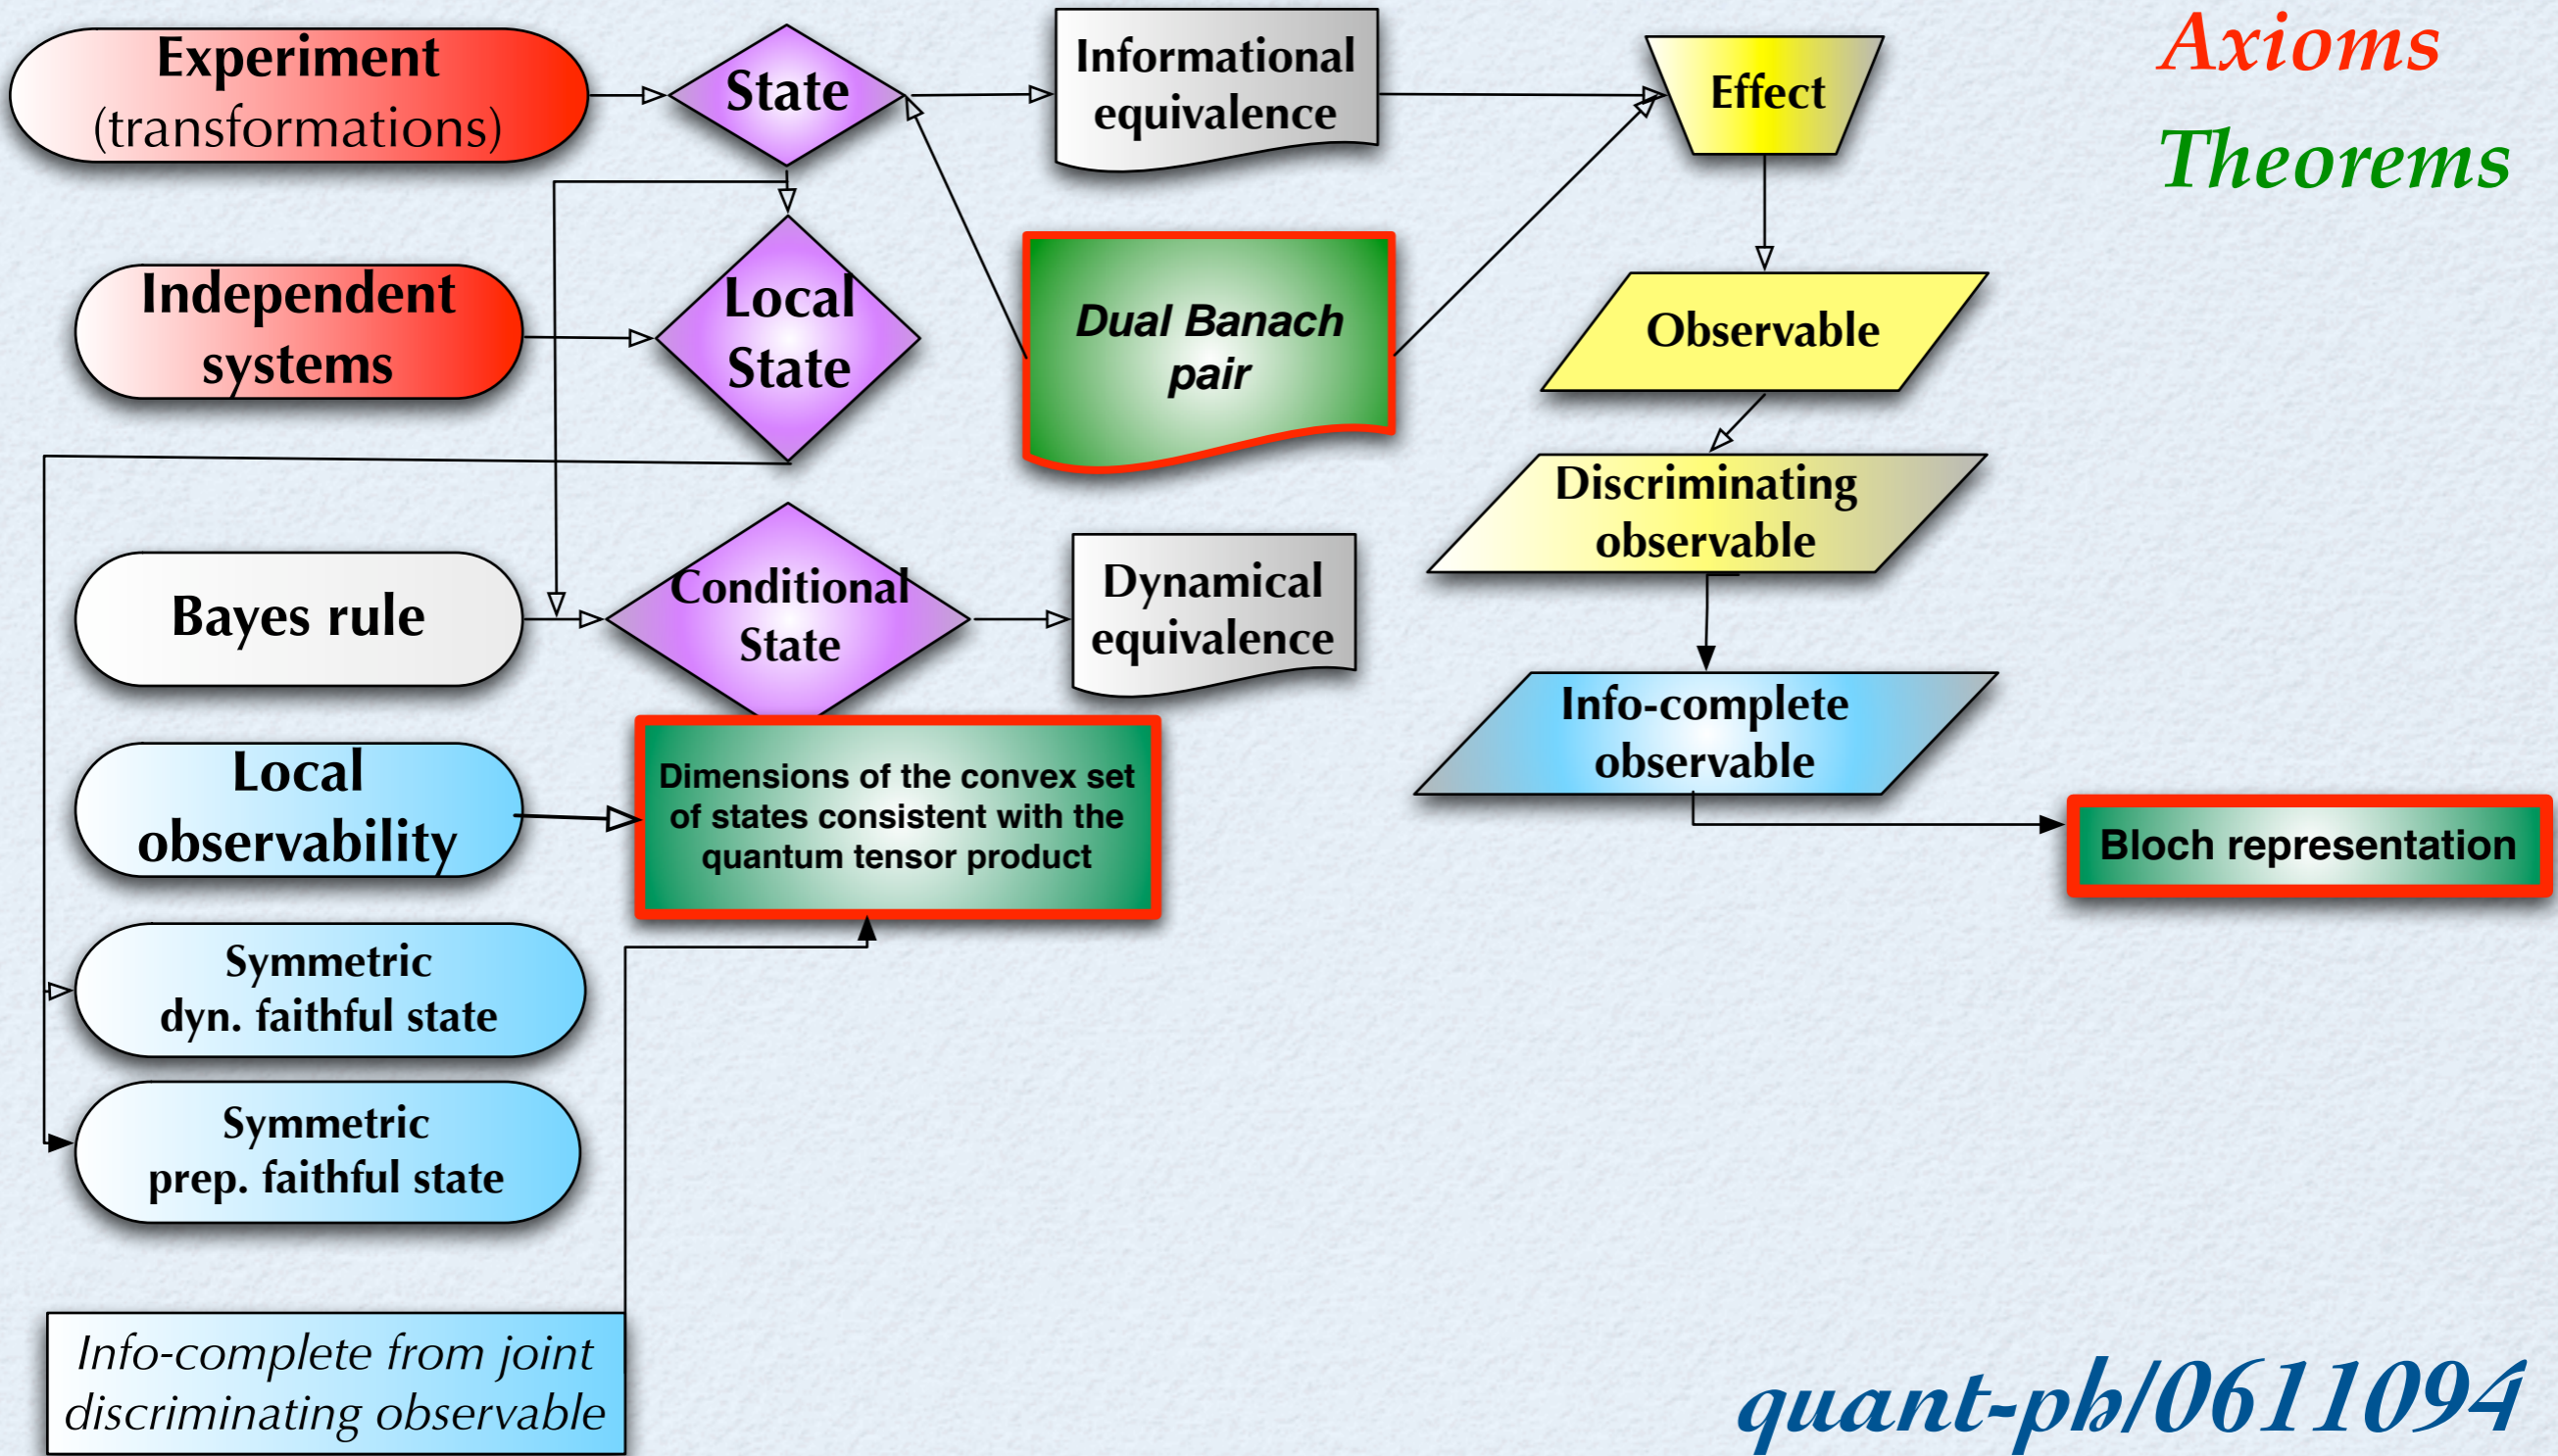 Experiment
(transformations)
State
Informational
equivalence
Effect
Axioms
Theorems
Independent
systems
Local
State
Dual Banach
pair
Observable
Discriminating
observable
Bayes rule
Conditional
State
Dynamical
equivalence
Info-complete
observable
Local
observability
Dimensions of the convex set
of states consistent with the
quantum tensor product
Bloch representation
Symmetric
dyn. faithful state
Symmetric
prep. faithful state
Info-complete from joint
discriminating observable
quant-ph/0611094